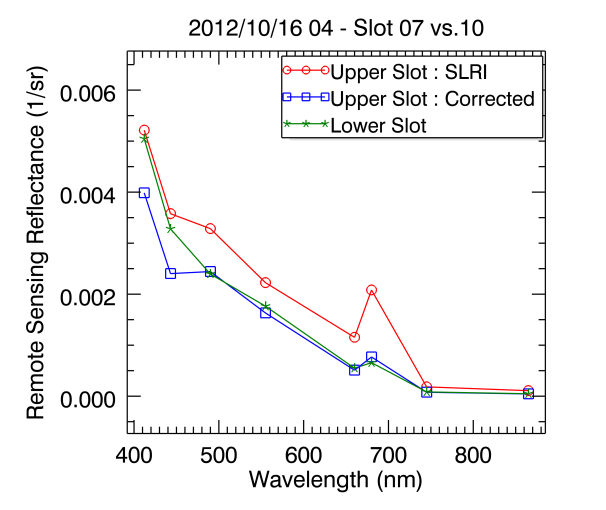 2012/10/16 04 - Slot 07 vs.10
Upper Slot : SLRI
Upper Slot : Corrected
Lower Slot
Remote Sensing Reflectance (1/sr)
0.006
0.004
0.002
0.000
400 500 600 700 800
Wavelength (nm)